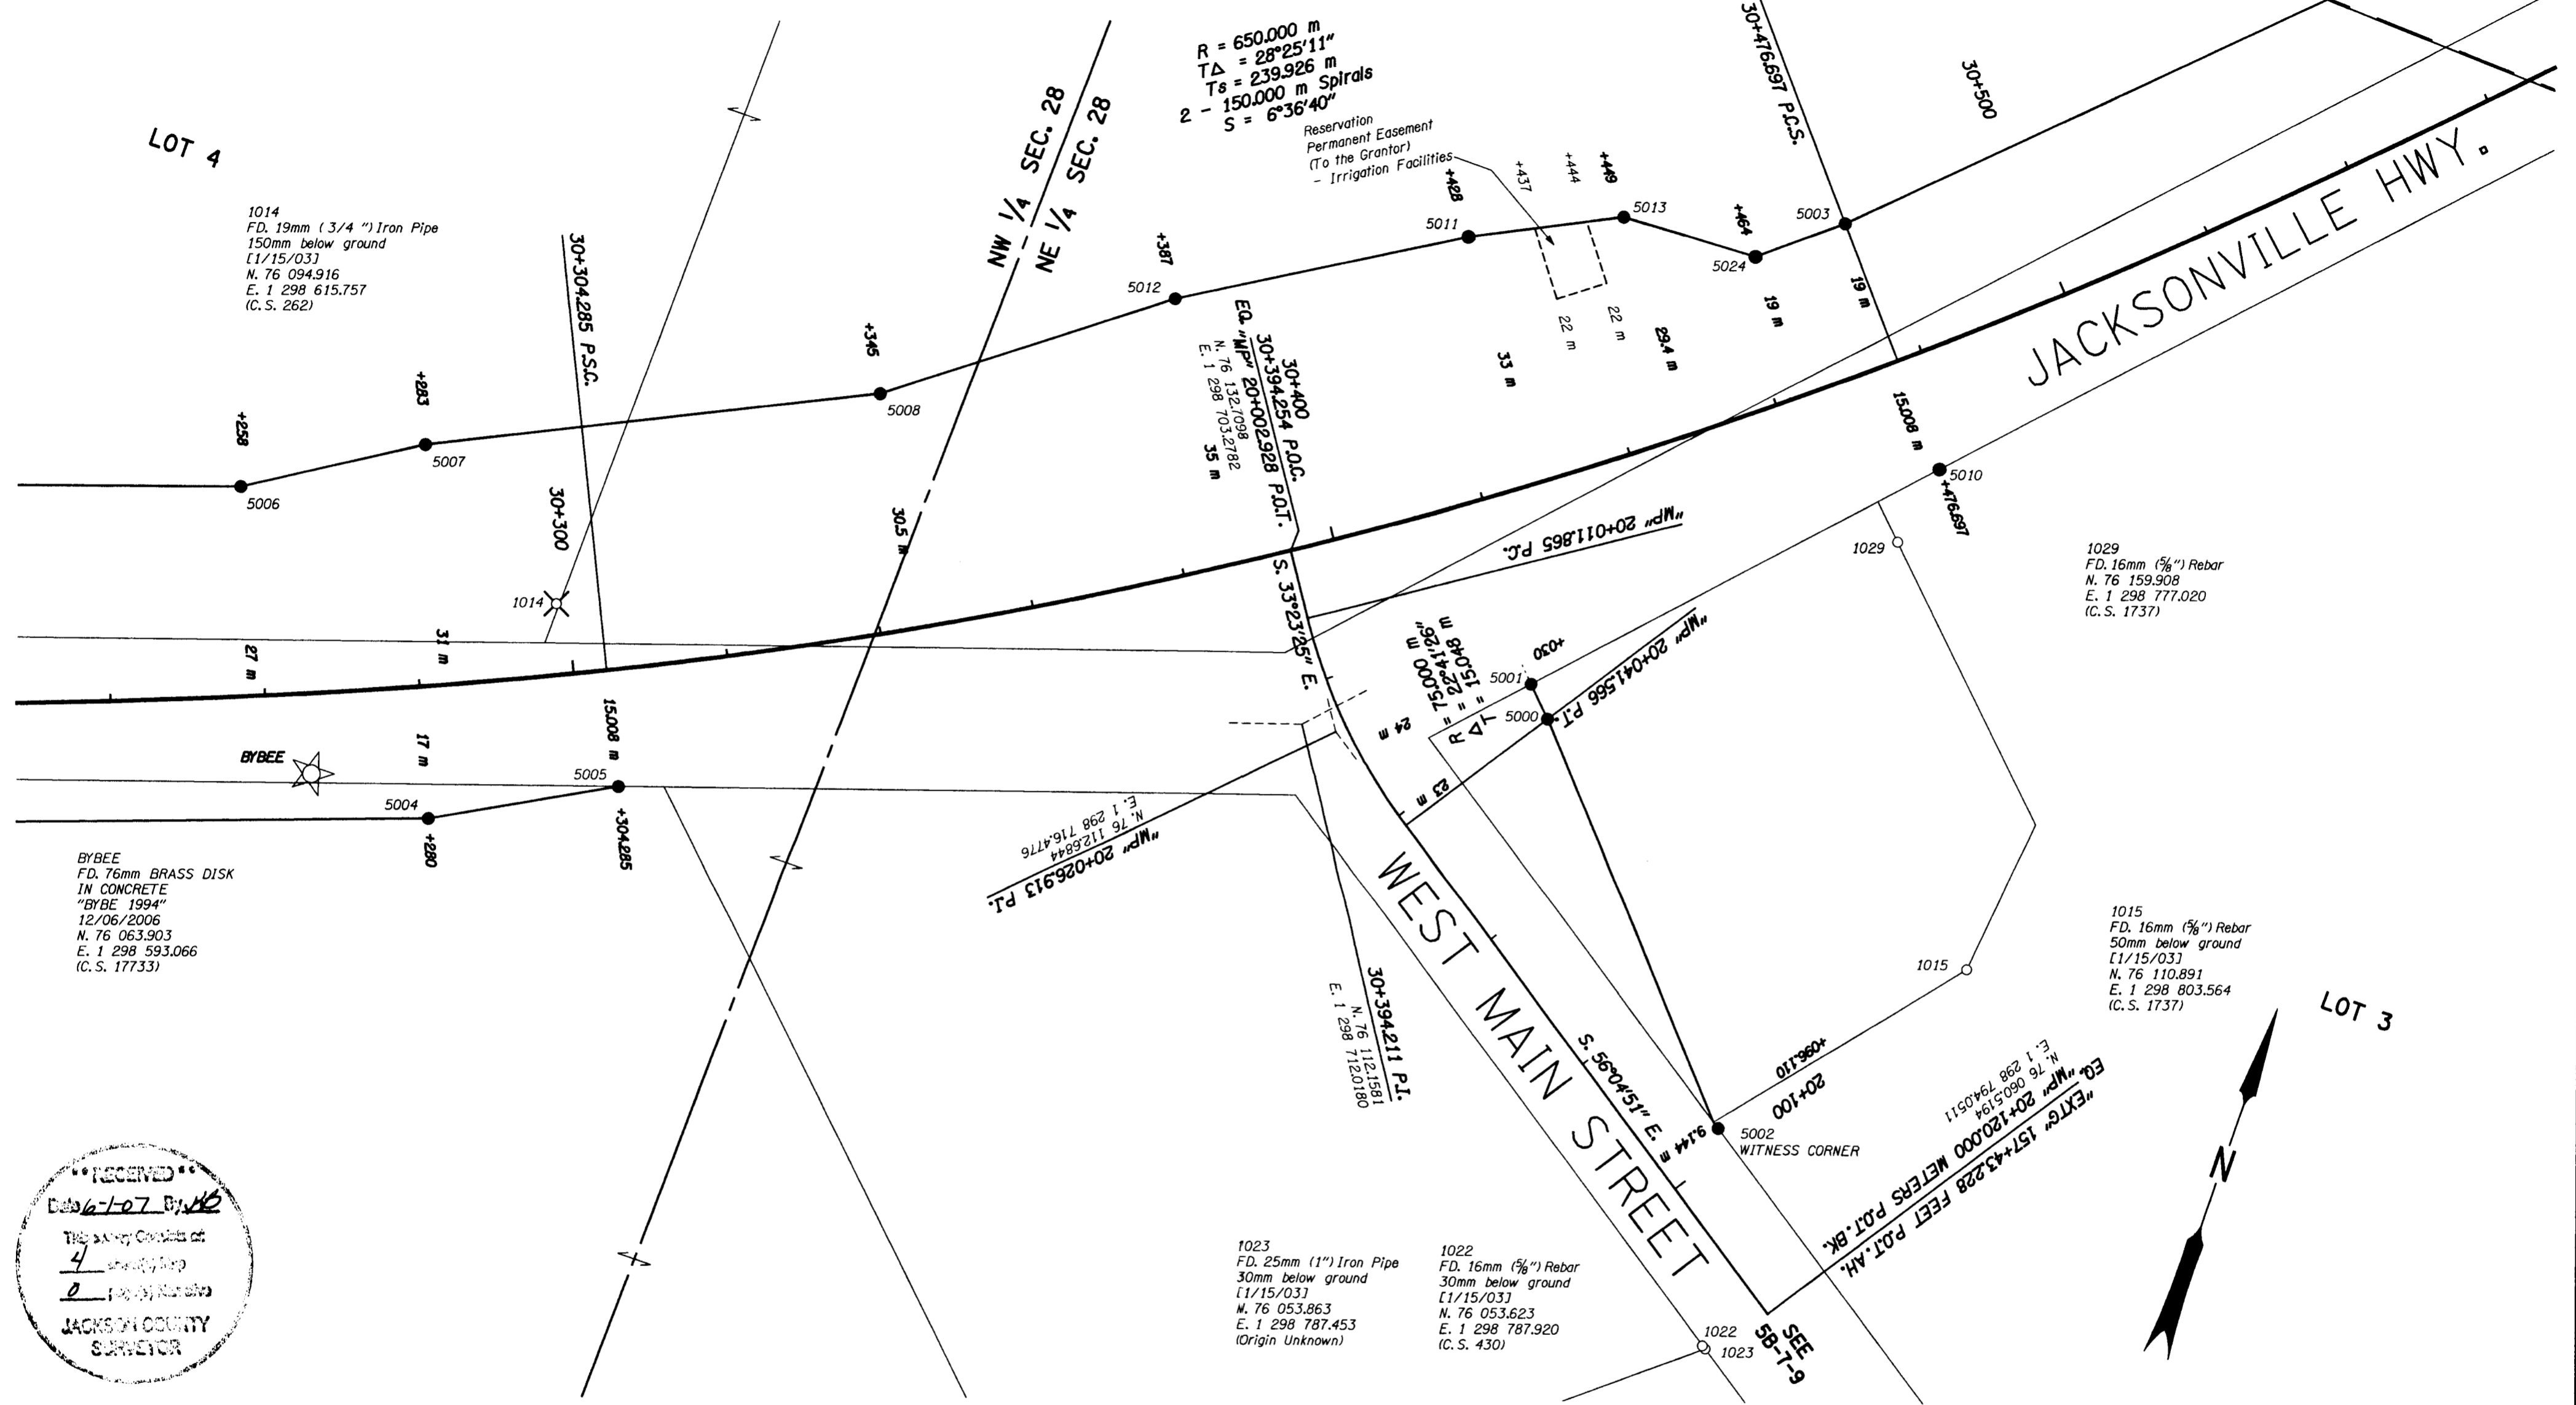 R = 650.000 m
T∆ = 28°25'11"
Ts = 239.926 m
2 - 150.000 m Spirals
S = 6°36'40"
Reservation
Permanent Easement
(To the Grantor)
- Irrigation Facilities
30+476.697 P.C.S.
30+500
LOT 4
NW 1/4 SEC. 28
NE 1/4 SEC. 28
1014
FD. 19mm ( 3/4 ") Iron Pipe
150mm below ground
[1/15/03]
N. 76 094.916
E. 1 298 615.757
(C.S. 262)
30+304.285 P.S.C.
+258
+283
+345
+387
+428
+437
+444
+449
+464
5006
5007
5008
5012
5011
5013
5024
5003
22 m
22 m
33 m
29.4 m
19 m
19 m
JACKSONVILLE HWY.
30+400
30+394.254 P.O.C.
EQ. "MP" 20+002.928 P.O.T.
N. 76 132.7098
E. 1 298 703.2782
35 m
30.5 m
30+300
1014
S. 33°23'25" E.
"MP" 20+011.865 P.C.
15.008 m
5010
+476.697
1029
1029
FD. 16mm (5/8") Rebar
N. 76 159.908
E. 1 298 777.020
(C.S. 1737)
27 m
31 m
17 m
15.008 m
BYBEE
5004
5005
+280
+304.285
BYBEE
FD. 76mm BRASS DISK
IN CONCRETE
"BYBE 1994"
12/06/2006
N. 76 063.903
E. 1 298 593.066
(C.S. 17733)
R = 75.000 m
∆ = 22°41'26"
T = 15.048 m
+030
5001
5000
"MP" 20+041.566 P.T.
24 m
23 m
"MP" 20+026.913 P.I.
N. 76 112.6844
E. 1 298 716.4776
30+394.211 P.I.
N. 76 112.1581
E. 1 298 712.0180
WEST MAIN STREET
S. 56°04'51" E.
1015
1015
FD. 16mm (5/8") Rebar
50mm below ground
[1/15/03]
N. 76 110.891
E. 1 298 803.564
(C.S. 1737)
LOT 3
+096.110
20+100
9.144 m
5002
WITNESS CORNER
"EXTG" 157+43.228 FEET P.O.T. AH.
EQ. "MP" 20+120.000 METERS P.O.T. BK.
N. 76 060.5194
E. 1 298 794.0511
N
1023
FD. 25mm (1") Iron Pipe
30mm below ground
[1/15/03]
N. 76 053.863
E. 1 298 787.453
(Origin Unknown)
1022
FD. 16mm (5/8") Rebar
30mm below ground
[1/15/03]
N. 76 053.623
E. 1 298 787.920
(C.S. 430)
1022
1023
SEE
5B-7-9
** RECEIVED **
Date 6-1-07 By
This survey Consists of:
4
0
JACKSON COUNTY
SURVEYOR